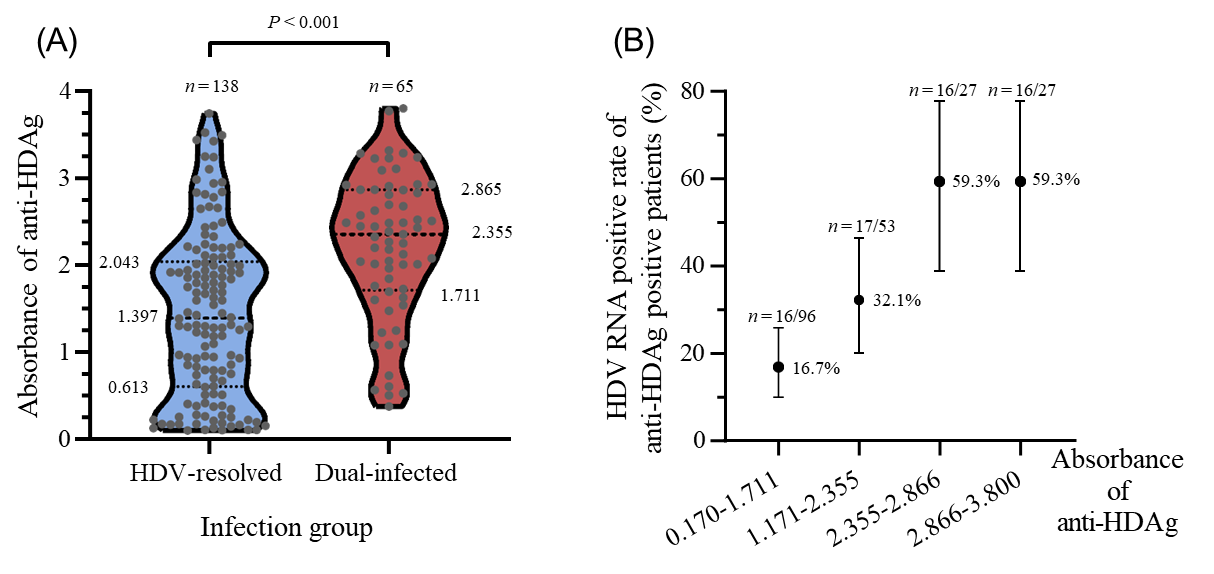 (A)
P < 0.001
n = 138
n = 65
Absorbance of anti-HDAg
4
3
2
1
0
2.043
1.397
0.613
2.865
2.355
1.711
HDV-resolved
Dual-infected
Infection group
(B)
HDV RNA positive rate of
anti-HDAg positive patients (%)
80
60
40
20
0
n = 16/96
16.7%
n = 17/53
32.1%
n = 16/27
59.3%
n = 16/27
59.3%
0.170-1.711
1.171-2.355
2.355-2.866
2.866-3.800
Absorbance
of
anti-HDAg